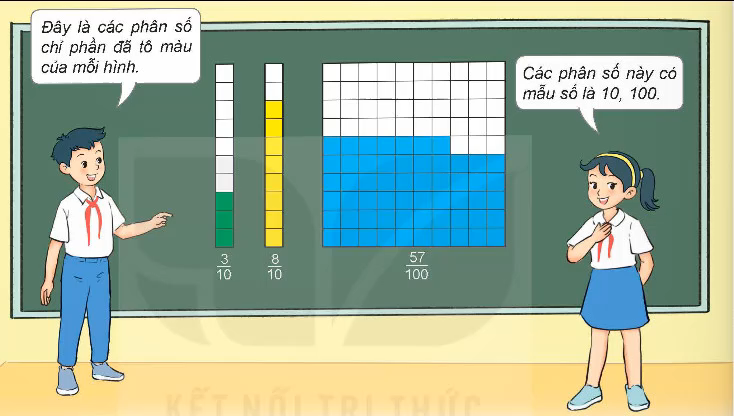 Đây là các phân số
chỉ phần đã tô màu
của mỗi hình.
Các phân số này có
mẫu số là 10, 100.
3 8 57
10 10 100
KẾT NỐI TRI THỨC